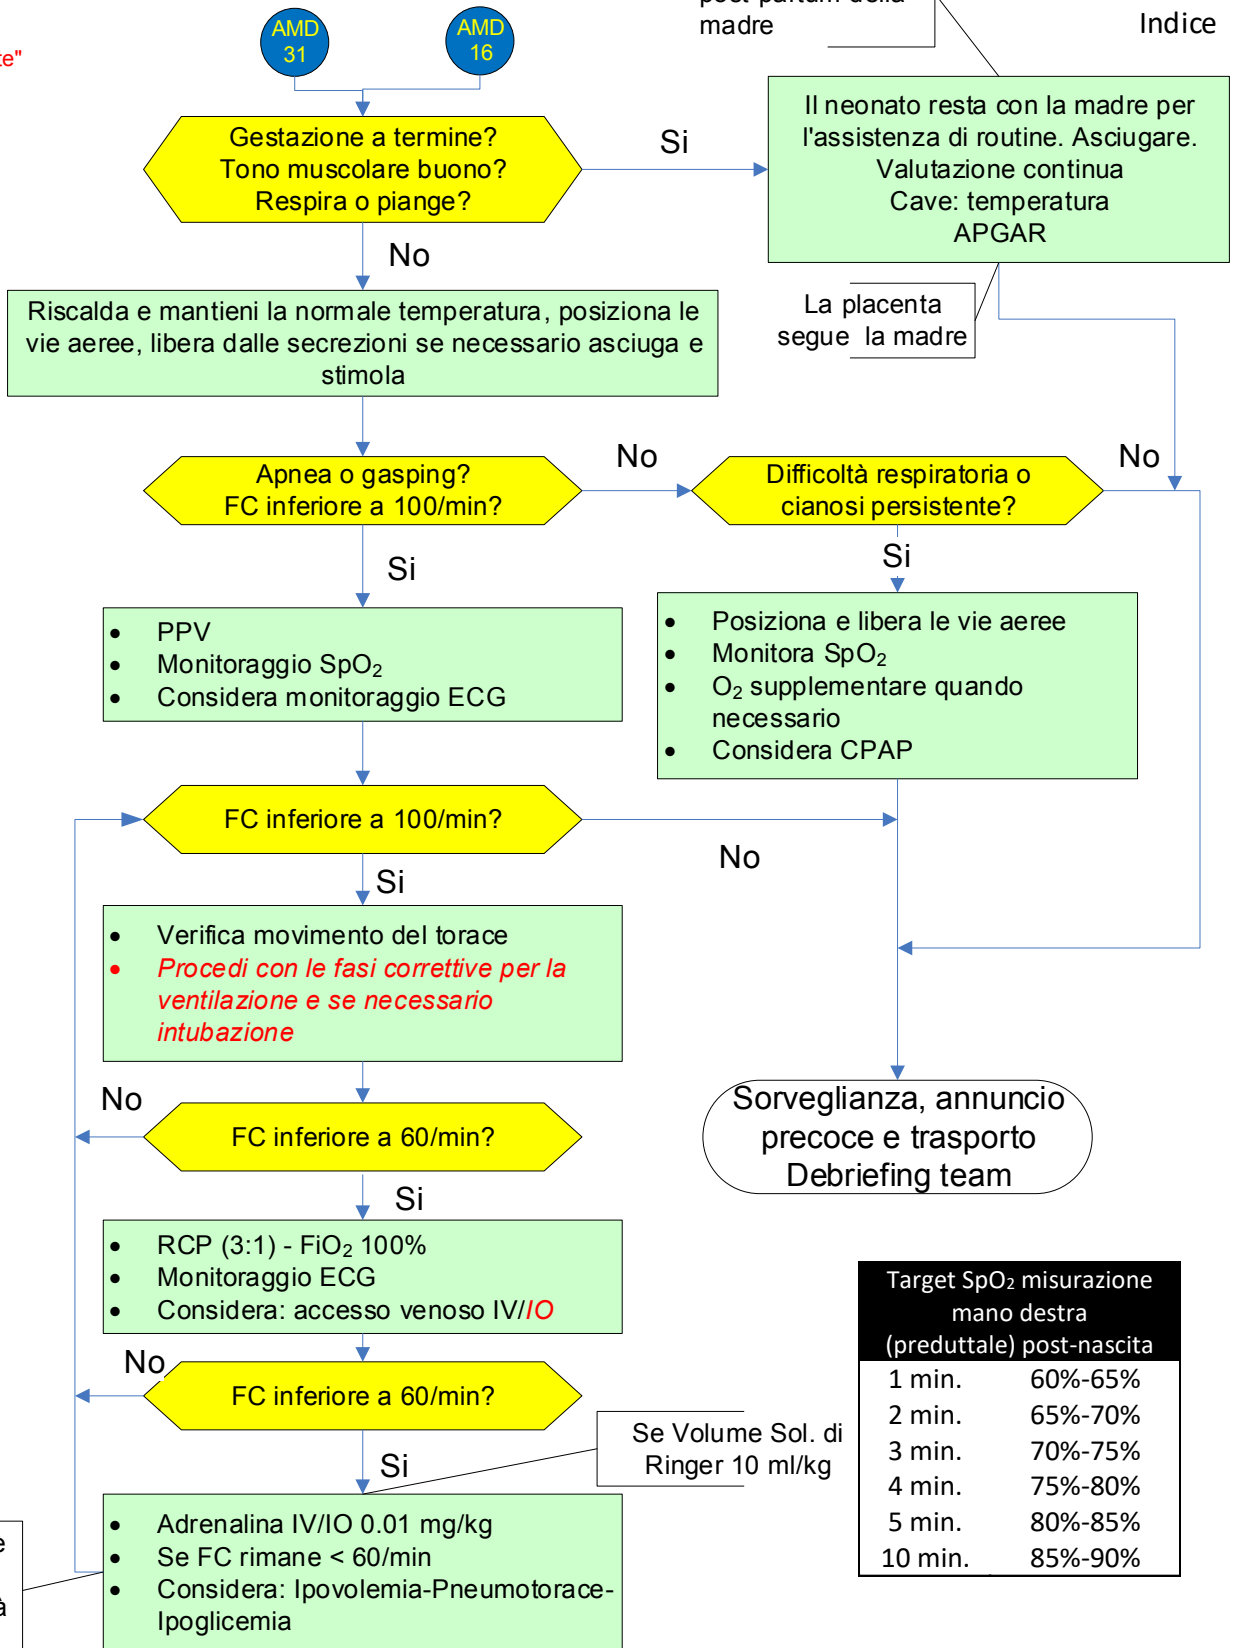 post-partum della
madre
Indice
AMD
31
AMD
16
Gestazione a termine?
Tono muscolare buono?
Respira o piange?
Si
Il neonato resta con la madre per
l'assistenza di routine. Asciugare.
Valutazione continua
Cave: temperatura
APGAR
No
La placenta
segue la madre
Riscalda e mantieni la normale temperatura, posiziona le
vie aeree, libera dalle secrezioni se necessario asciuga e
stimola
Apnea o gasping?
FC inferiore a 100/min?
No
Difficoltà respiratoria o
cianosi persistente?
No
Si
Si
• PPV
• Monitoraggio SpO2
• Considera monitoraggio ECG
• Posiziona e libera le vie aeree
• Monitora SpO2
• O2 supplementare quando
necessario
• Considera CPAP
FC inferiore a 100/min?
No
Si
• Verifica movimento del torace
• Procedi con le fasi correttive per la
ventilazione e se necessario
intubazione
No
FC inferiore a 60/min?
Sorveglianza, annuncio
precoce e trasporto
Debriefing team
Si
• RCP (3:1) - FiO2 100%
• Monitoraggio ECG
• Considera: accesso venoso IV/IO
No
FC inferiore a 60/min?
Si
Se Volume Sol. di
Ringer 10 ml/kg
• Adrenalina IV/IO 0.01 mg/kg
• Se FC rimane < 60/min
• Considera: Ipovolemia-Pneumotorace-
Ipoglicemia
Target SpO2 misurazione
mano destra
(preduttale) post-nascita
1 min. 60%-65%
2 min. 65%-70%
3 min. 70%-75%
4 min. 75%-80%
5 min. 80%-85%
10 min. 85%-90%